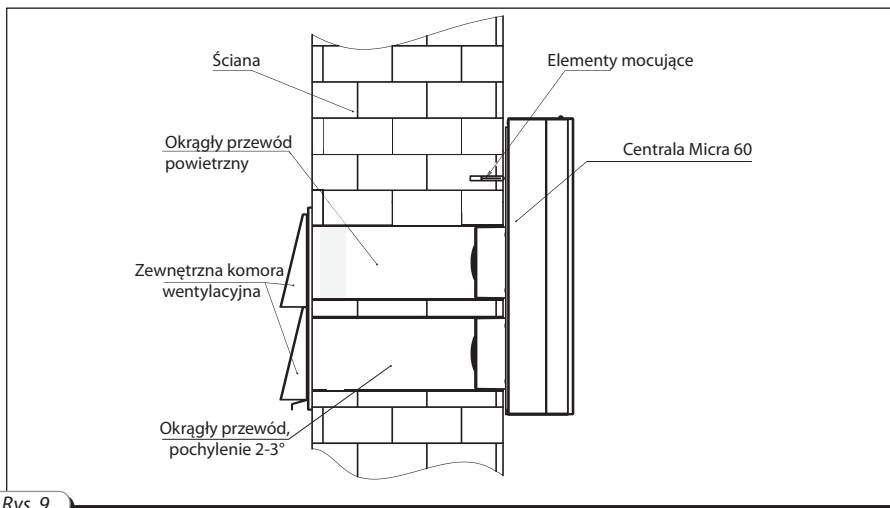 Ściana
Elementy mocujące
Okrągły przewód
powietrzny
Centrala Micra 60
Zewnętrzna komora
wentylacyjna
Okrągły przewód,
pochylenie 2-3°
Rys. 9